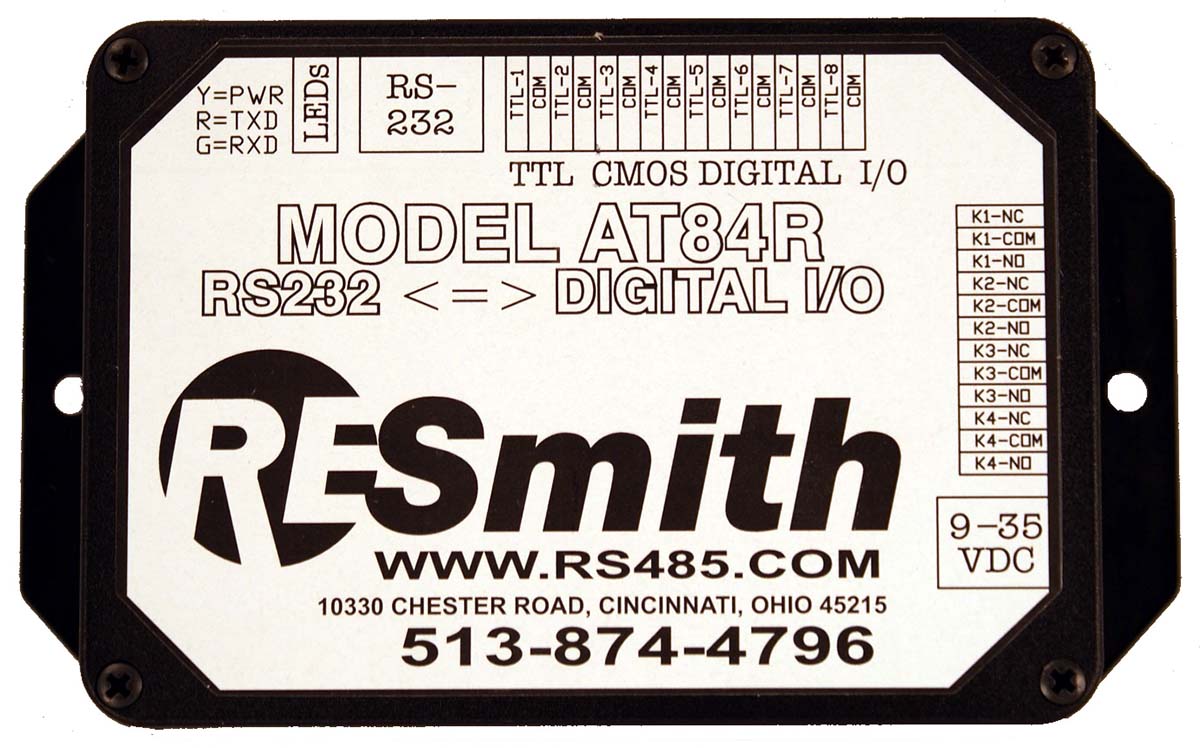 Y=PWR
R=TXD
G=RXD
LEDS
RS-
232
TTL-1
COM
TTL-2
COM
TTL-3
COM
TTL-4
COM
TTL-5
COM
TTL-6
COM
TTL-7
COM
TTL-8
COM
TTL CMOS DIGITAL I/O
MODEL AT84R
RS232 <=> DIGITAL I/O
K1-NC
K1-COM
K1-NO
K2-NC
K2-COM
K2-NO
K3-NC
K3-COM
K3-NO
K4-NC
K4-COM
K4-NO
RESmith
9-35
VDC
WWW.RS485.COM
10330 CHESTER ROAD, CINCINNATI, OHIO 45215
513-874-4796